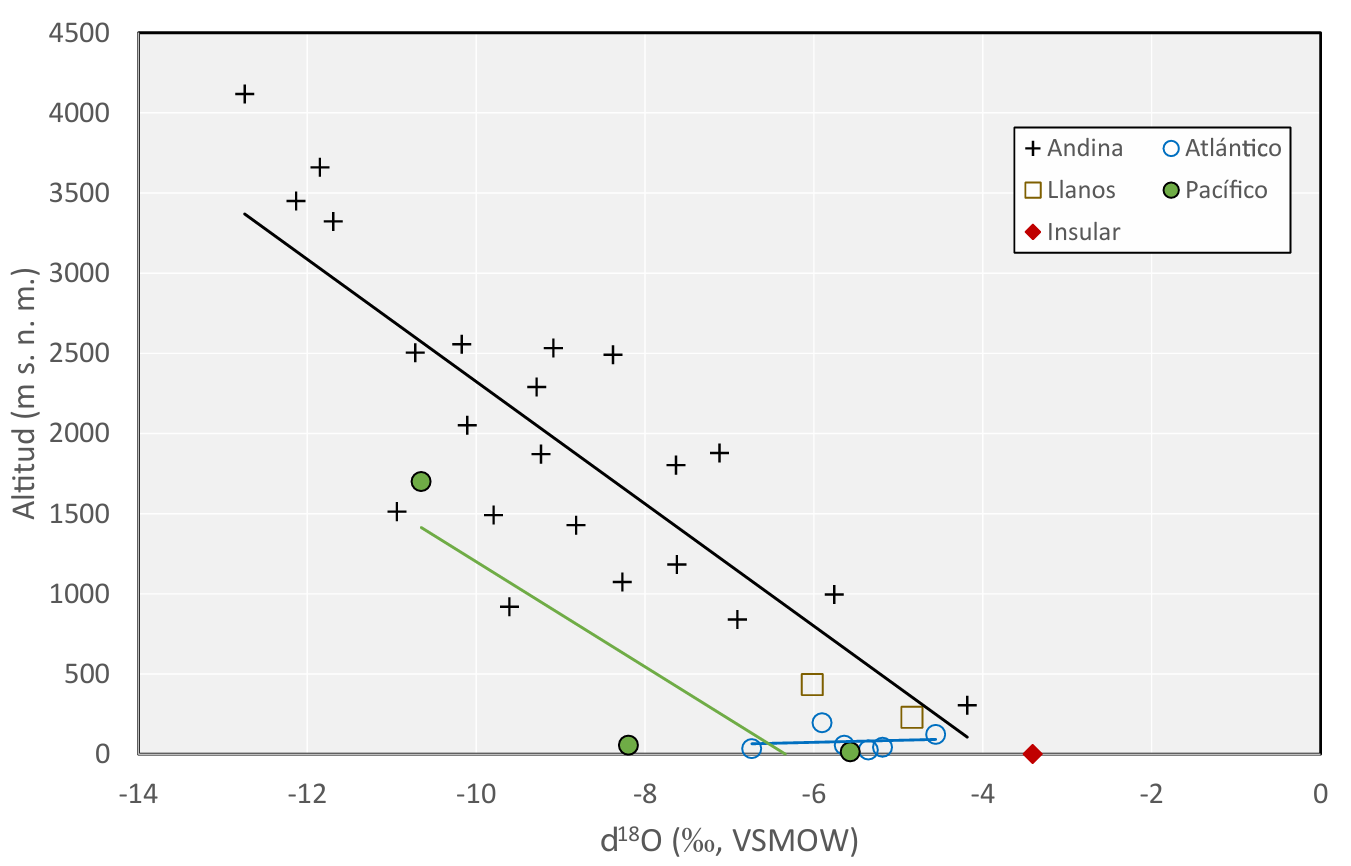 4500
4000
3500
3000
2500
2000
1500
1000
500
0
Altitud (m s. n. m.)
Andina
Atlántico
Llanos
Pacífico
Insular
-14 -12 -10 -8 -6 -4 -2 0
d¹⁸O (‰, VSMOW)